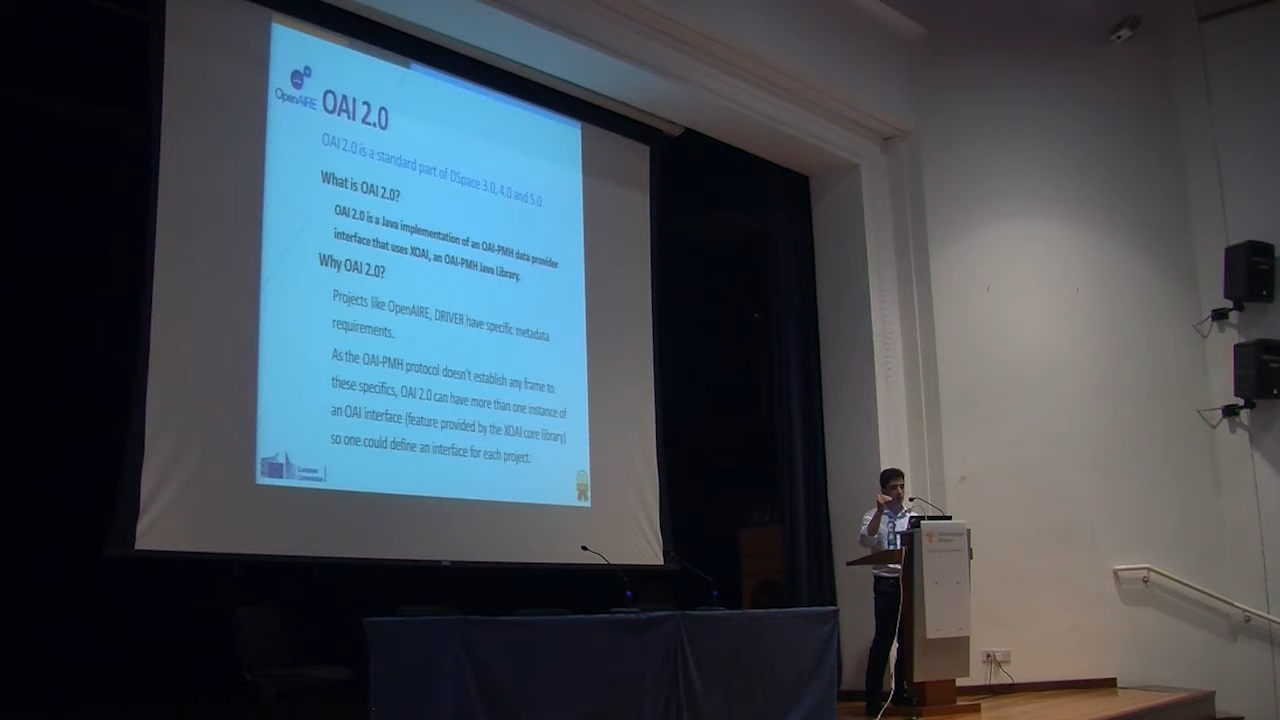 OpenAIRE
OAI 2.0
OAI 2.0 is a standard part of DSpace 3.0, 4.0 and 5.0
What is OAI 2.0?
OAI 2.0 is a Java implementation of an OAI-PMH data provider
interface that uses XOAI, an OAI-PMH Java Library.
Why OAI 2.0?
Projects like OpenAIRE, DRIVER have specific metadata
requirements.
As the OAI-PMH protocol doesn't establish any frame to
these specifics, OAI 2.0 can have more than one instance of
an OAI interface (feature provided by the XOAI core library)
so one could define an interface for each project.
European
Commission